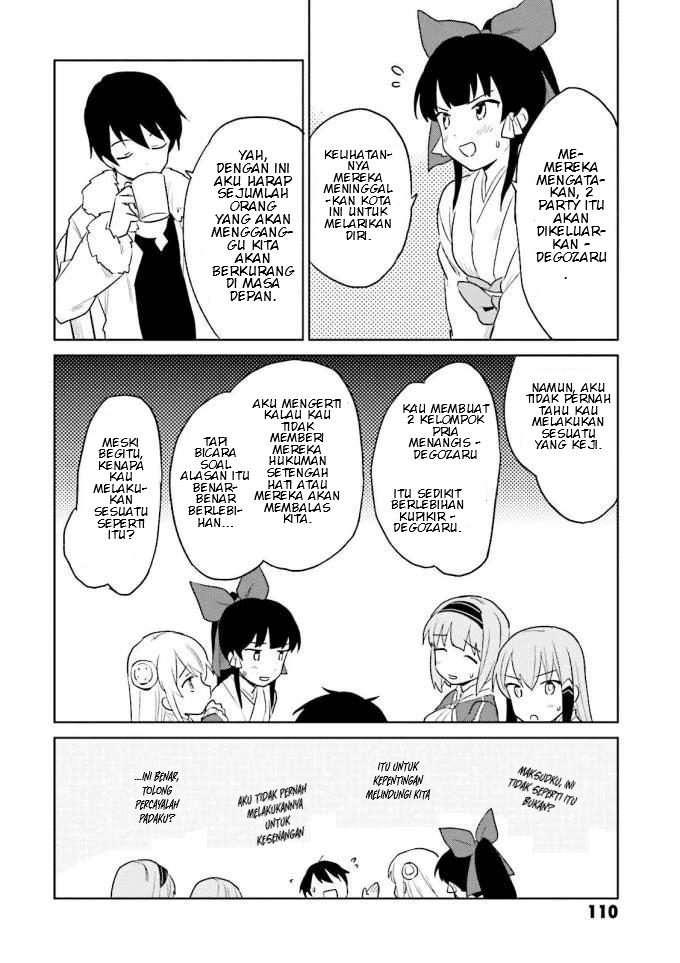 ME-
MEREKA
MENGATA-
KAN, 2
PARTY ITU
AKAN
DIKELUAR-
KAN -
DEGOZARU
.
KELIHATAN-
NYA
MEREKA
MENINGGAL
-KAN KOTA
INI UNTUK
MELARIKAN
DIRI.
YAH,
DENGAN INI
AKU HARAP
SEJUMLAH
ORANG
YANG AKAN
MENGGANG-
GU KITA
AKAN
BERKURANG
DI MASA
DEPAN.
NAMUN, AKU
TIDAK PERNAH
TAHU KAU
MELAKUKAN
SESUATU
YANG KEJI.
KAU MEMBUAT
2 KELOMPOK
PRIA
MENANGIS -
DEGOZARU
ITU SEDIKIT
BERLEBIHAN
KUPIKIR -
DEGOZARU.
AKU MENGERTI
KALAU KAU
TIDAK
MEMBERI
MEREKA
HUKUMAN
SETENGAH
HATI ATAU
MEREKA AKAN
MEMBALAS
KITA.
TAPI
BICARA
SOAL
ALASAN ITU
BENAR-
BENAR
BERLEBI-
HAN...
MESKI
BEGITU,
KENAPA
KAU
MELAKU-
KAN
SESUATU
SEPERTI
ITU?
MAKSUDKU, INI
TIDAK SEPERTI ITU
BUKAN?
ITU UNTUK
KEPENTINGAN
MELINDUNGI KITA
AKU TIDAK PERNAH
MELAKUKANNYA
UNTUK
KESENANGAN
...INI BENAR,
TOLONG
PERCAYALAH
PADAKU?
110